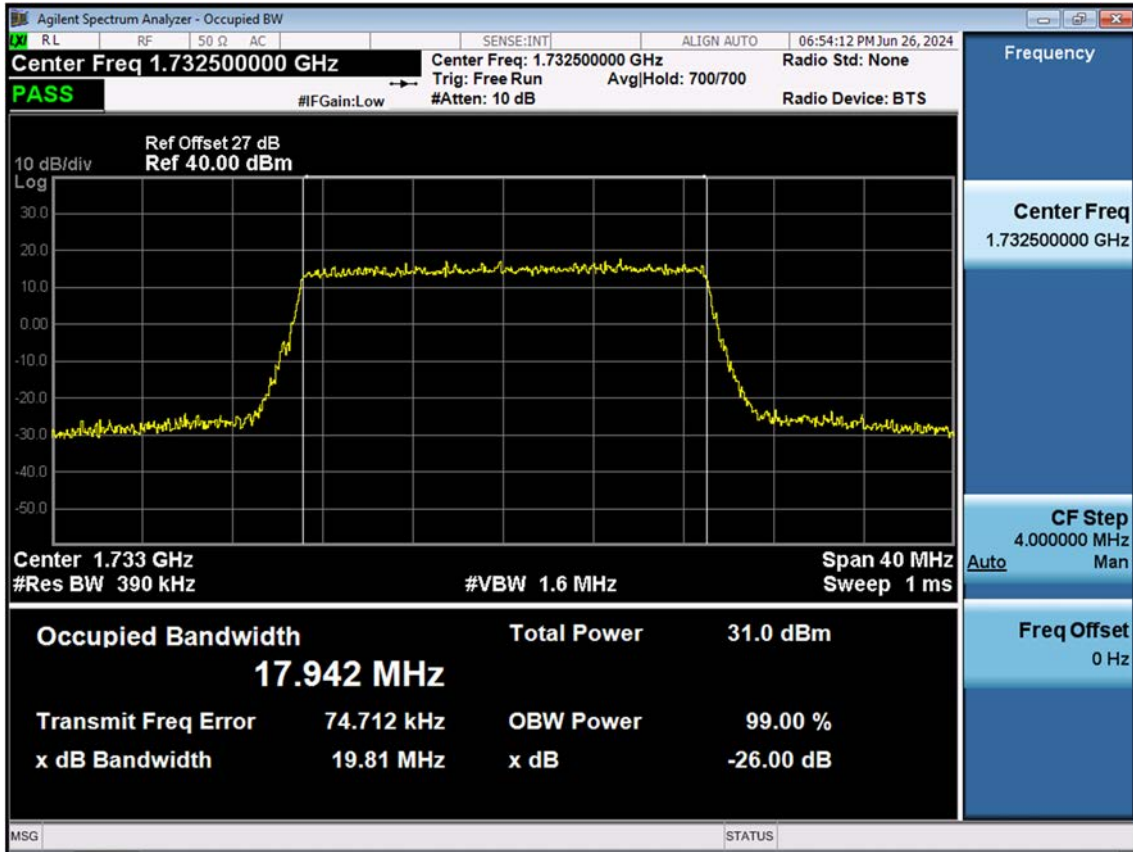 Agilent Spectrum Analyzer - Occupied BW
LXI RL RF 50 Ω AC SENSE:INT ALIGN AUTO 06:54:12 PM Jun 26, 2024
Center Freq 1.732500000 GHz
PASS
#IFGain:Low
Center Freq: 1.732500000 GHz
Trig: Free Run Avg|Hold: 700/700
#Atten: 10 dB
Radio Std: None
Radio Device: BTS
Ref Offset 27 dB
10 dB/div Ref 40.00 dBm
Log
30.0
20.0
10.0
0.00
-10.0
-20.0
-30.0
-40.0
-50.0
Center 1.733 GHz Span 40 MHz
#Res BW 390 kHz #VBW 1.6 MHz Sweep 1 ms
Occupied Bandwidth Total Power 31.0 dBm
17.942 MHz
Transmit Freq Error 74.712 kHz OBW Power 99.00 %
x dB Bandwidth 19.81 MHz x dB -26.00 dB
MSG STATUS
Frequency
Center Freq
1.732500000 GHz
CF Step
4.000000 MHz
Auto Man
Freq Offset
0 Hz